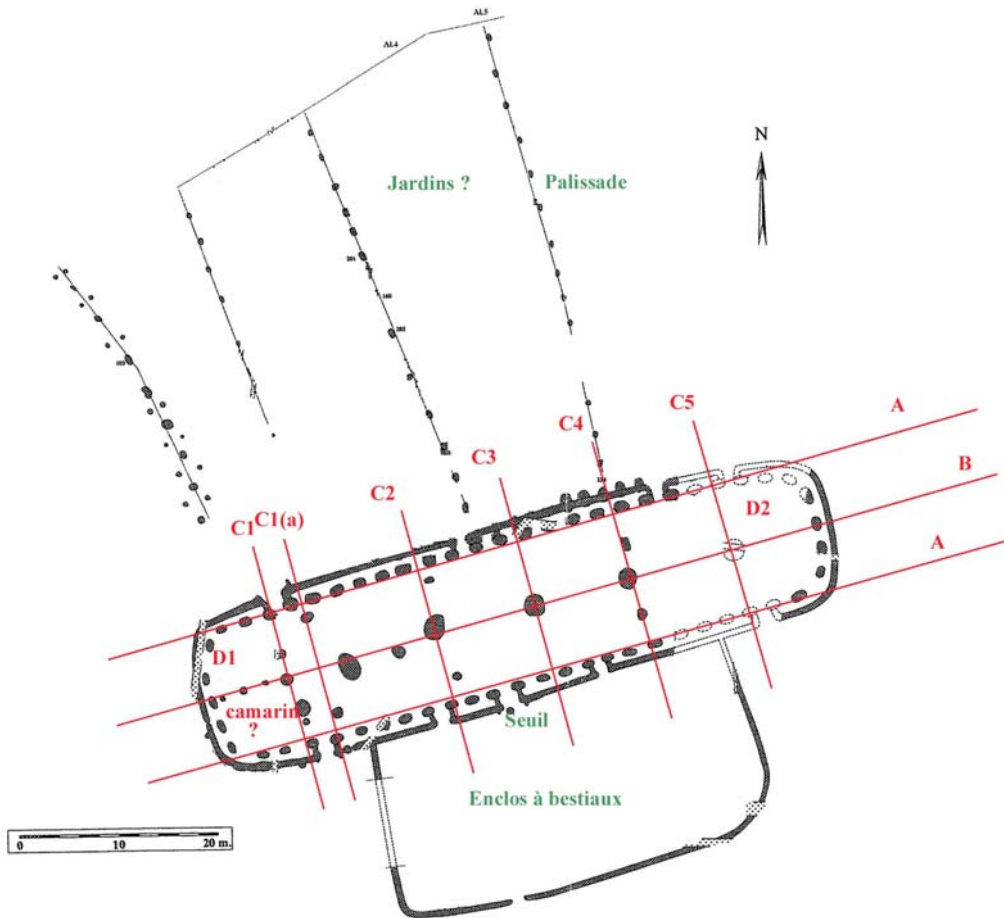 AL5
AL4
N
Jardins ?
Palissade
C5
A
C4
C3
B
C2
C1(a)
C1
D2
A
D1
camarin
?
Seuil
Enclos à bestiaux
0 10 20 m.